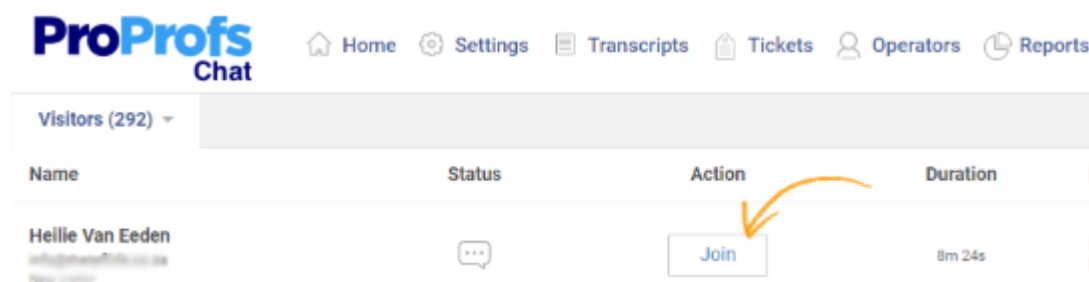 ProProfs
Chat
Home Settings Transcripts Tickets Operators Reports
Visitors (292)
Name Status Action Duration
Heilie Van Eeden
Join 8m 24s